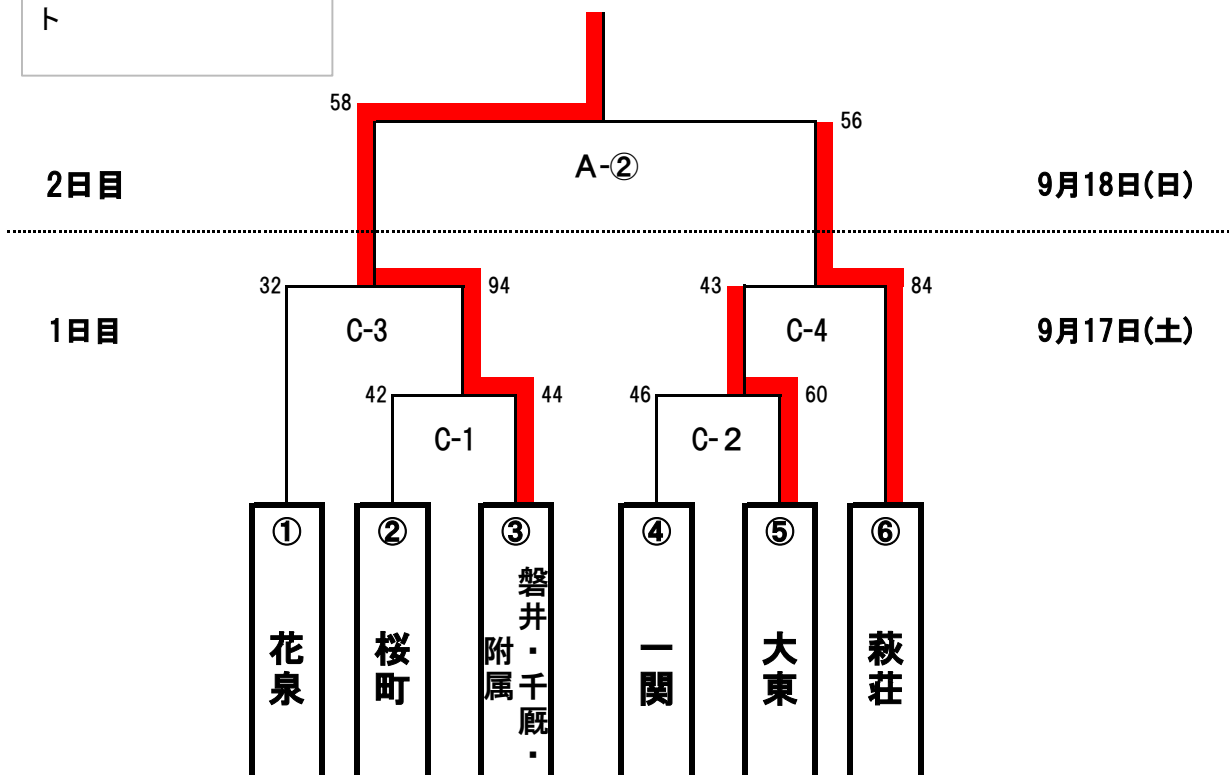 ト
58
56
A-②
2日目
9月18日(日)
32
94
43
84
1日目
C-3
C-4
9月17日(土)
42
44
46
60
C-1
C-2
①
②
③
④
⑤
⑥
花泉
桜町
磐井・千厩・
附属
一関
大東
萩荘